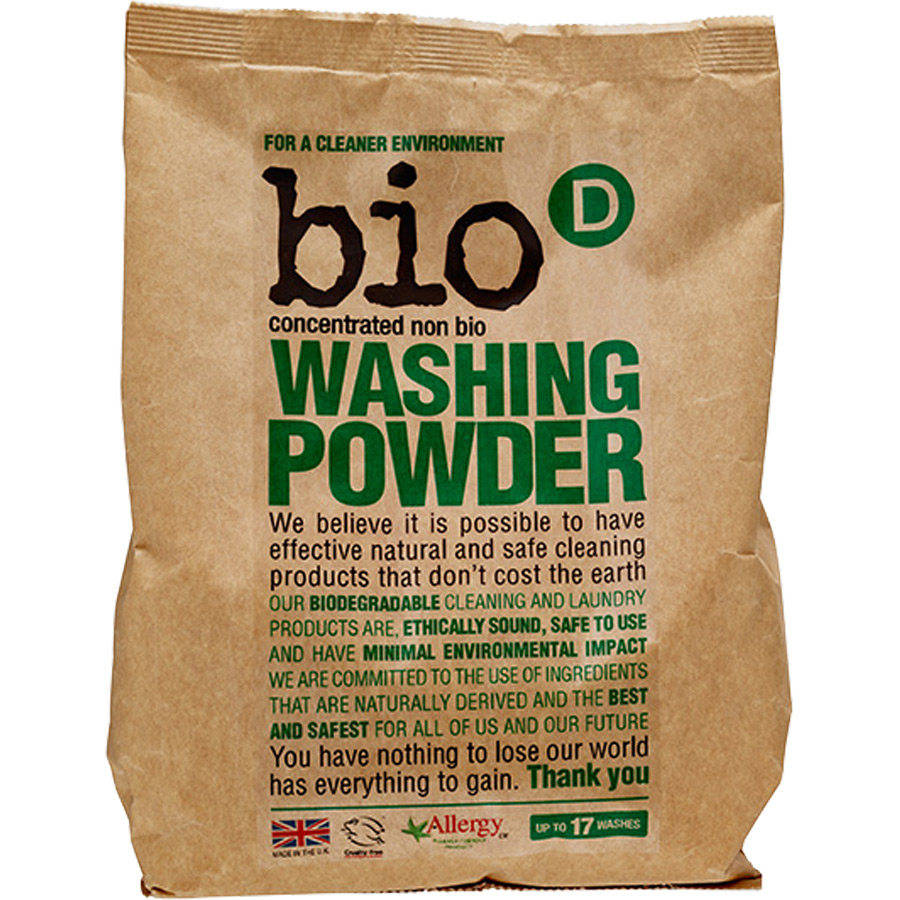 FOR A CLEANER ENVIRONMENT
bio D
concentrated non bio
WASHING
POWDER
We believe it is possible to have
effective natural and safe cleaning
products that don't cost the earth
OUR BIODEGRADABLE CLEANING AND LAUNDRY
PRODUCTS ARE, ETHICALLY SOUND, SAFE TO USE
AND HAVE MINIMAL ENVIRONMENTAL IMPACT
WE ARE COMMITTED TO THE USE OF INGREDIENTS
THAT ARE NATURALLY DERIVED AND THE BEST
AND SAFEST FOR ALL OF US AND OUR FUTURE
You have nothing to lose our world
has everything to gain. Thank you
MADE IN THE U.K
Cruelty free
Allergy
PRODUCT
UP TO 17 WASHES